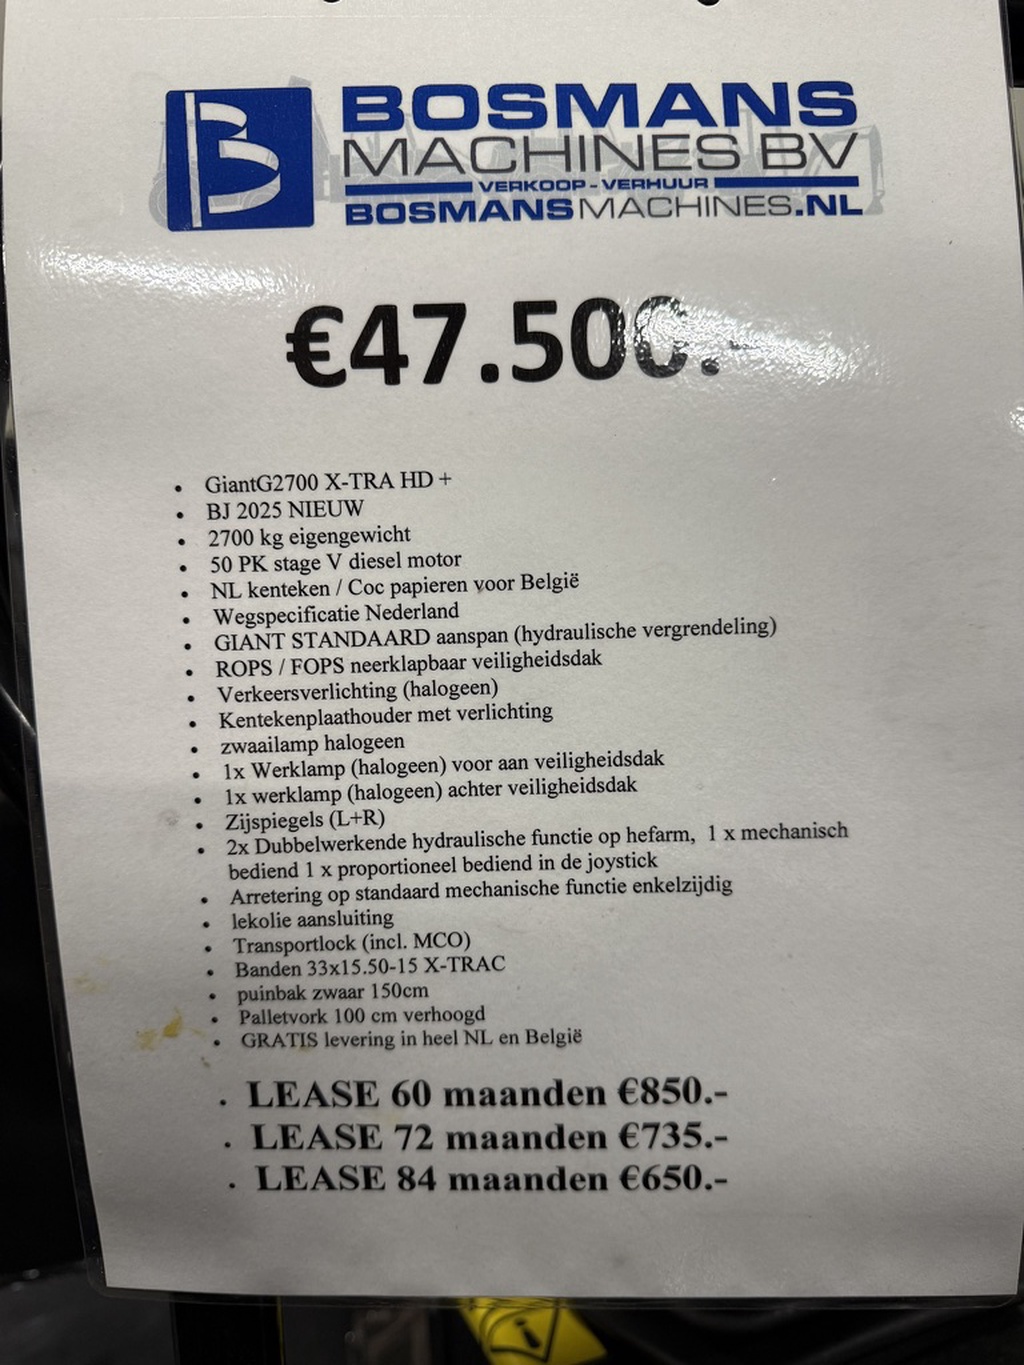 BOSMANS
MACHINES BV
VERKOOP - VERHUUR
BOSMANSMACHINES.NL
€47.500.-
• GiantG2700 X-TRA HD +
• BJ 2025 NIEUW
• 2700 kg eigengewicht
• 50 PK stage V diesel motor
• NL kenteken / Coc papieren voor België
• Wegspecificatie Nederland
• GIANT STANDAARD aanspan (hydraulische vergrendeling)
• ROPS / FOPS neerklapbaar veiligheidsdak
• Verkeersverlichting (halogeen)
• Kentekenplaathouder met verlichting
• zwaailamp halogeen
• 1x Werklamp (halogeen) voor aan veiligheidsdak
• 1x werklamp (halogeen) achter veiligheidsdak
• Zijspiegels (L+R)
• 2x Dubbelwerkende hydraulische functie op hefarm, 1 x mechanisch
bediend 1 x proportioneel bediend in de joystick
• Arretering op standaard mechanische functie enkelzijdig
• lekolie aansluiting
• Transportlock (incl. MCO)
• Banden 33x15.50-15 X-TRAC
• puinbak zwaar 150cm
• Palletvork 100 cm verhoogd
• GRATIS levering in heel NL en België
• LEASE 60 maanden €850.-
• LEASE 72 maanden €735.-
• LEASE 84 maanden €650.-